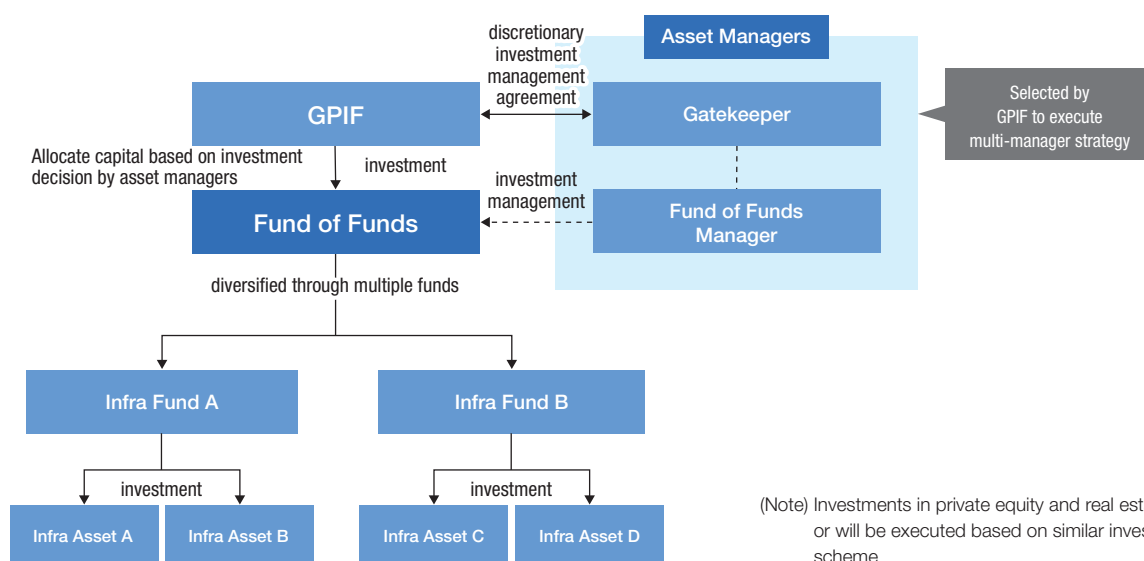 discretionary
investment
management
agreement
Asset Managers
GPIF
Gatekeeper
Selected by
GPIF to execute
multi-manager strategy
Allocate capital based on investment
decision by asset managers
investment
investment
management
Fund of Funds
Fund of Funds
Manager
diversified through multiple funds
Infra Fund A
Infra Fund B
investment
investment
Infra Asset A
Infra Asset B
Infra Asset C
Infra Asset D
(Note) Investments in private equity and real
or will be executed based on similar
scheme